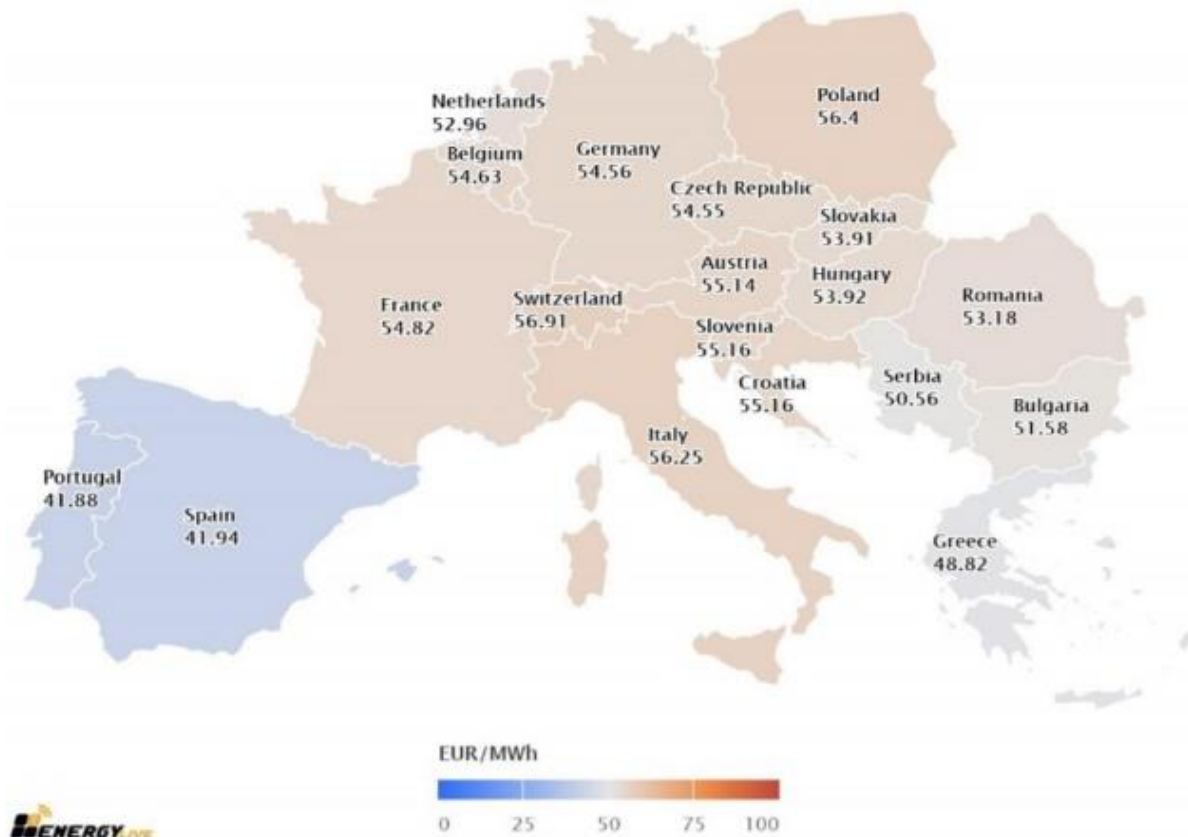 Netherlands
52.96
Belgium
54.63
Germany
54.56
Poland
56.4
Czech Republic
54.55
Slovakia
53.91
Austria
55.14
Hungary
53.92
France
54.82
Switzerland
56.91
Slovenia
55.16
Romania
53.18
Croatia
55.16
Serbia
50.56
Bulgaria
51.58
Italy
56.25
Portugal
41.88
Spain
41.94
Greece
48.82
EUR/MWh
0 25 50 75 100
ENERGY LIVE